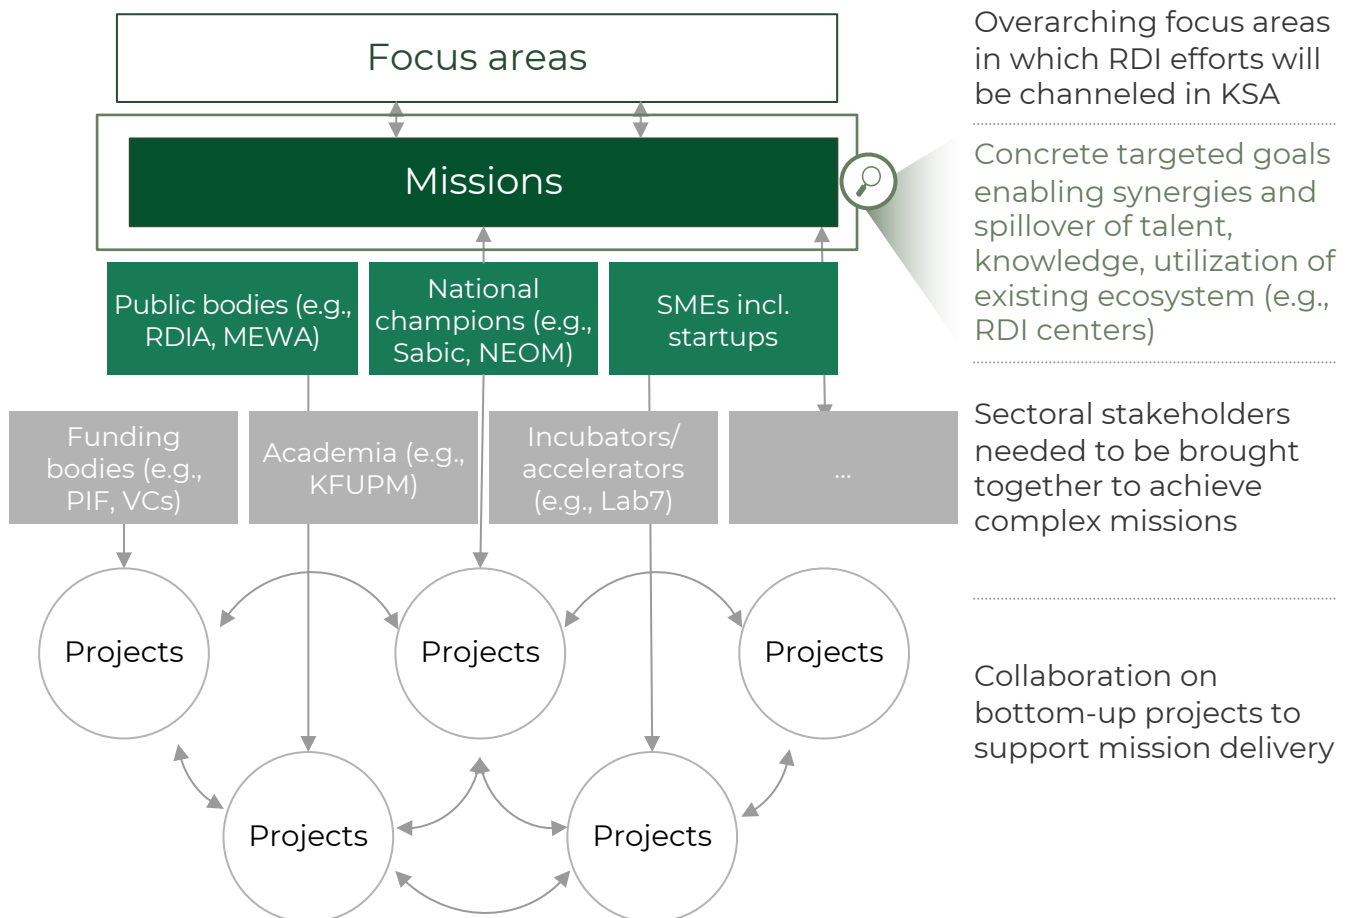 Focus areas
Overarching focus areas
in which RDI efforts will
be channeled in KSA
Missions
Concrete targeted goals
enabling synergies and
spillover of talent,
knowledge, utilization of
existing ecosystem (e.g.,
RDI centers)
Public bodies (e.g.,
RDIA, MEWA)
National
champions (e.g.,
Sabic, NEOM)
SMEs incl.
startups
Funding
bodies (e.g.,
PIF, VCs)
Academia (e.g.,
KFUPM)
Incubators/
accelerators
(e.g., Lab7)
...
Sectoral stakeholders
needed to be brought
together to achieve
complex missions
Projects
Projects
Projects
Projects
Projects
Collaboration on
bottom-up projects to
support mission delivery